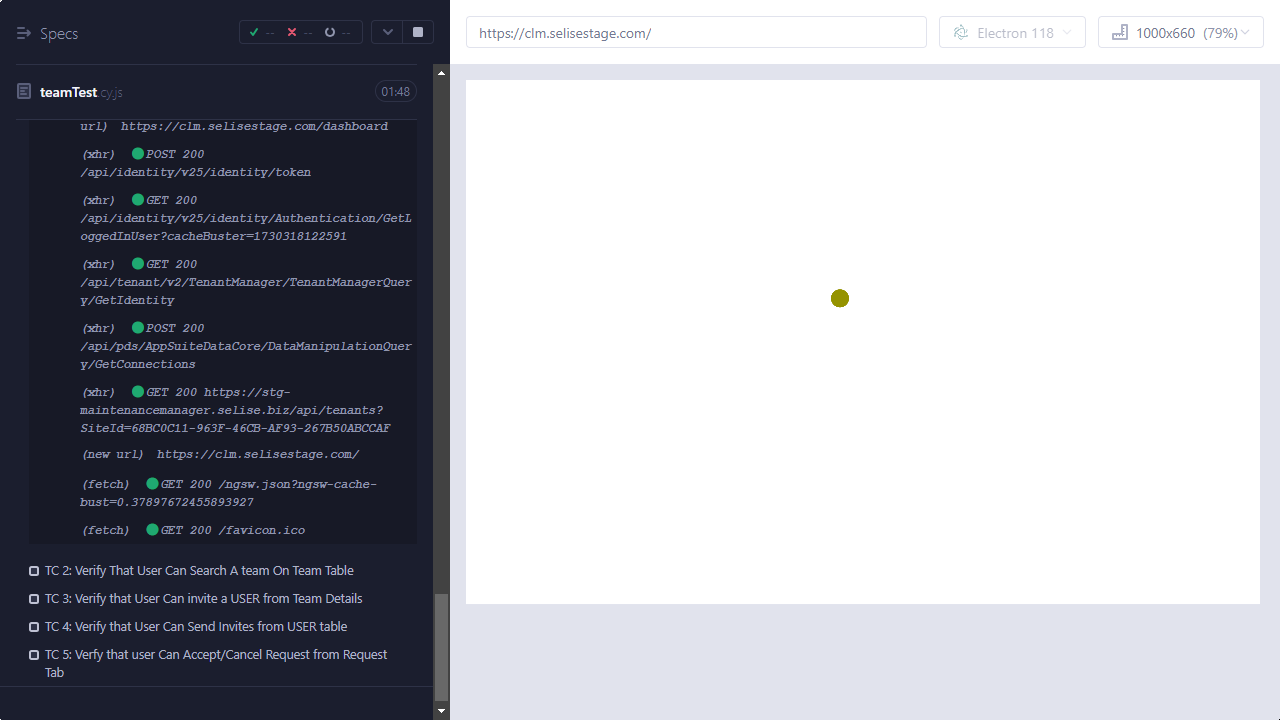 Specs
--
--
--
https://clm.selisestage.com/
Electron 118
1000x660 (79%)
teamTest.cy.js
01:48
url) https://clm.selisestage.com/dashboard
(xhr) POST 200
/api/identity/v25/identity/token
(xhr) GET 200
/api/identity/v25/identity/Authentication/GetL
oggedInUser?cacheBuster=1730318122591
(xhr) GET 200
/api/tenant/v2/TenantManager/TenantManagerQuer
y/GetIdentity
(xhr) POST 200
/api/pds/AppSuiteDataCore/DataManipulationQuer
y/GetConnections
(xhr) GET 200 https://stg-
maintenancemanager.selise.biz/api/tenants?
SiteId=68BC0C11-963F-46CB-AF93-267B50ABCCAF
(new url) https://clm.selisestage.com/
(fetch) GET 200 /ngsw.json?ngsw-cache-
bust=0.37897672455893927
(fetch) GET 200 /favicon.ico
TC 2: Verify That User Can Search A team On Team Table
TC 3: Verify that User Can invite a USER from Team Details
TC 4: Verify that User Can Send Invites from USER table
TC 5: Verfy that user Can Accept/Cancel Request from Request
Tab